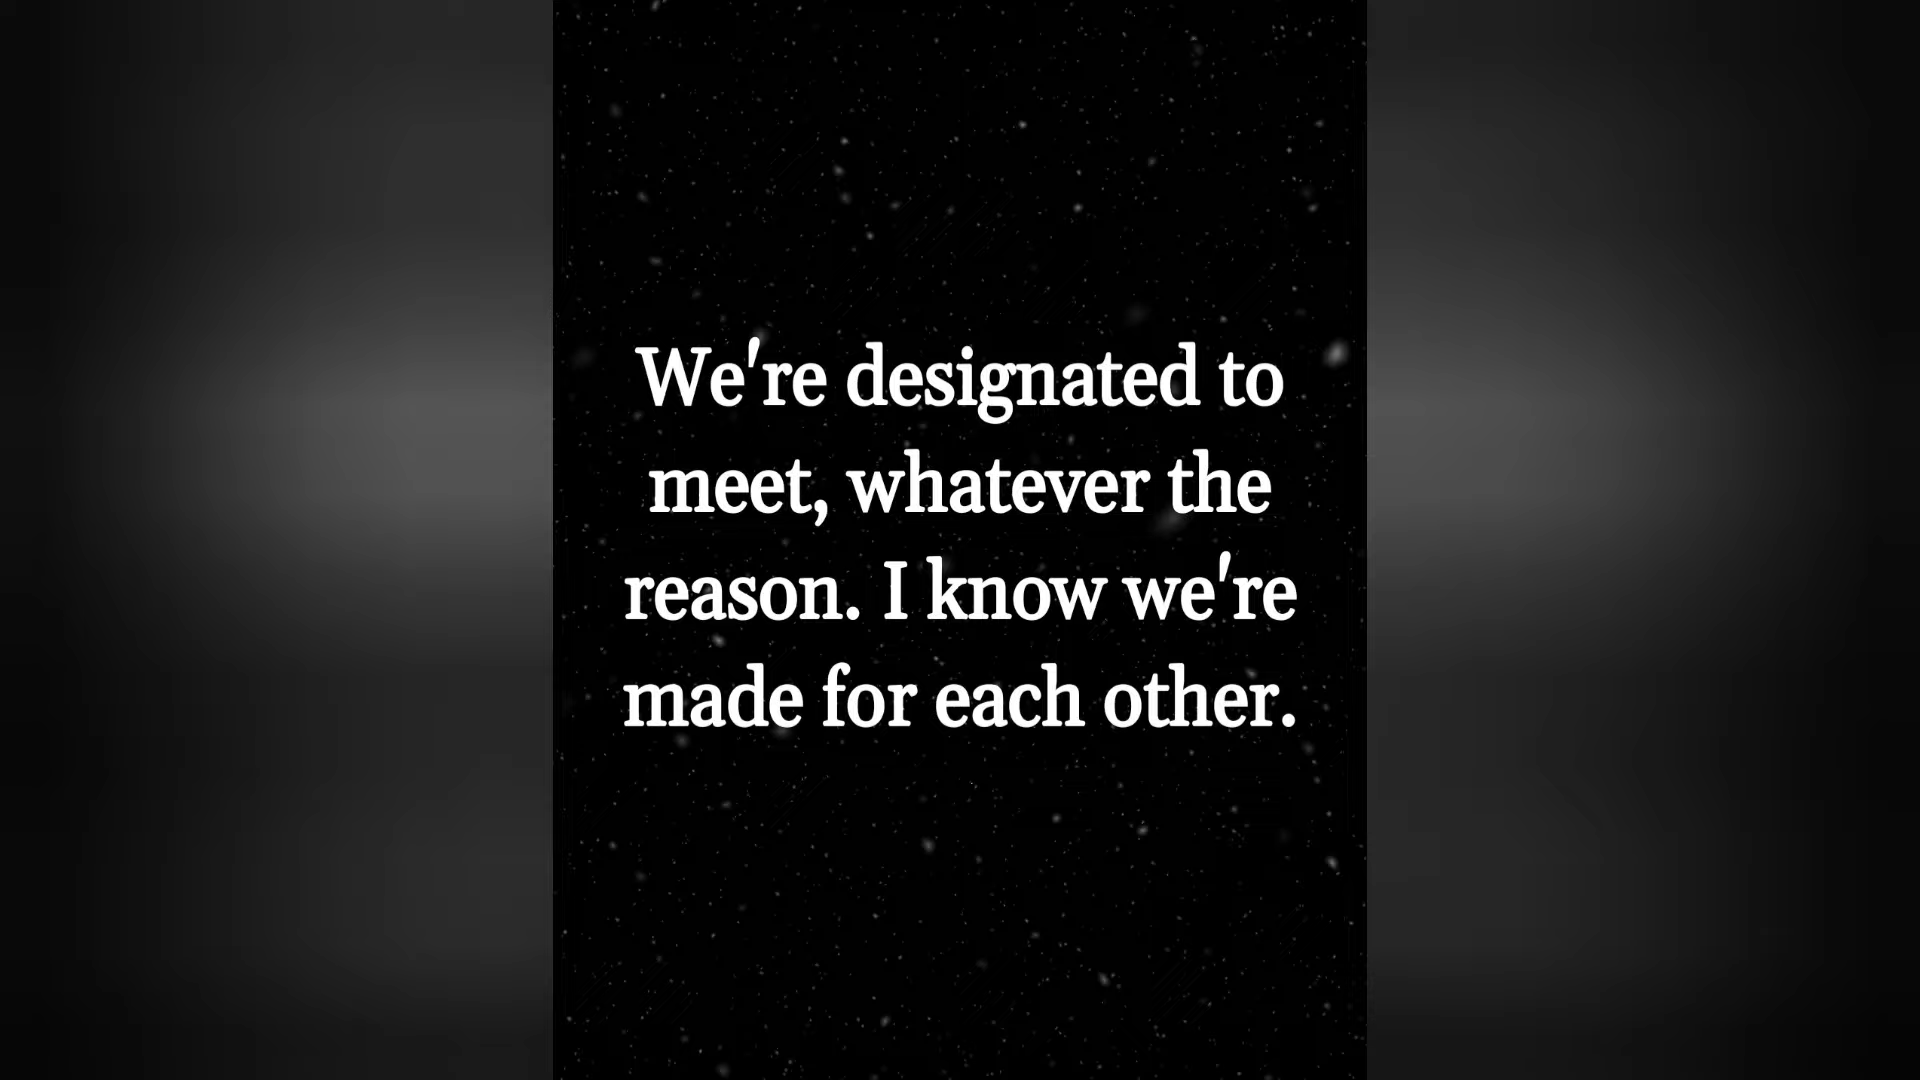 We're designated to
meet, whatever the
reason. I know we're
made for each other.